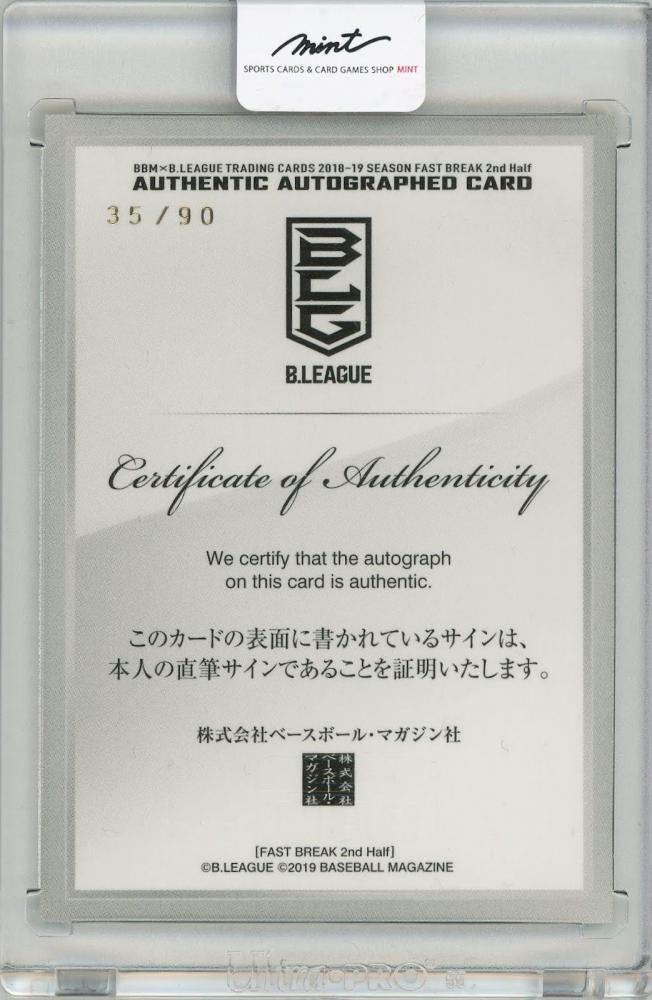 mint
SPORTS CARDS & CARD GAMES SHOP MINT
BBM×B.LEAGUE TRADING CARDS 2018-19 SEASON FAST BREAK 2nd Half
AUTHENTIC AUTOGRAPHED CARD
35/90
BLG
B.LEAGUE
Certificate of Authenticity
We certify that the autograph
on this card is authentic.
このカードの表面に書かれているサインは、
本人の直筆サインであることを証明いたします。
株式会社ベースボール・マガジン社
株式会社
ベースボール・
マガジン社
[FAST BREAK 2nd Half]
©B.LEAGUE ©2019 BASEBALL MAGAZINE
Ultra·PRO